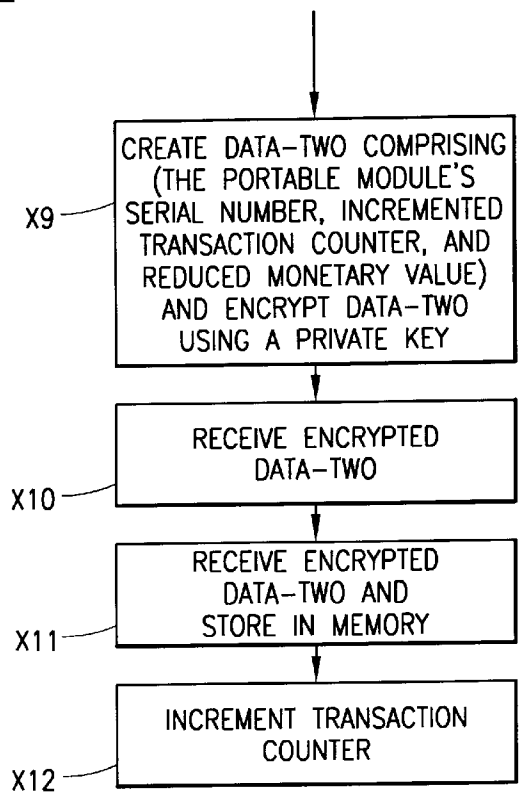 CREATE DATA-TWO COMPRISING
(THE PORTABLE MODULE'S
SERIAL NUMBER, INCREMENTED
TRANSACTION COUNTER, AND
REDUCED MONETARY VALUE)
AND ENCRYPT DATA-TWO
USING A PRIVATE KEY
X9
RECEIVE ENCRYPTED
DATA-TWO
X10
RECEIVE ENCRYPTED
DATA-TWO AND
STORE IN MEMORY
X11
INCREMENT TRANSACTION
COUNTER
X12